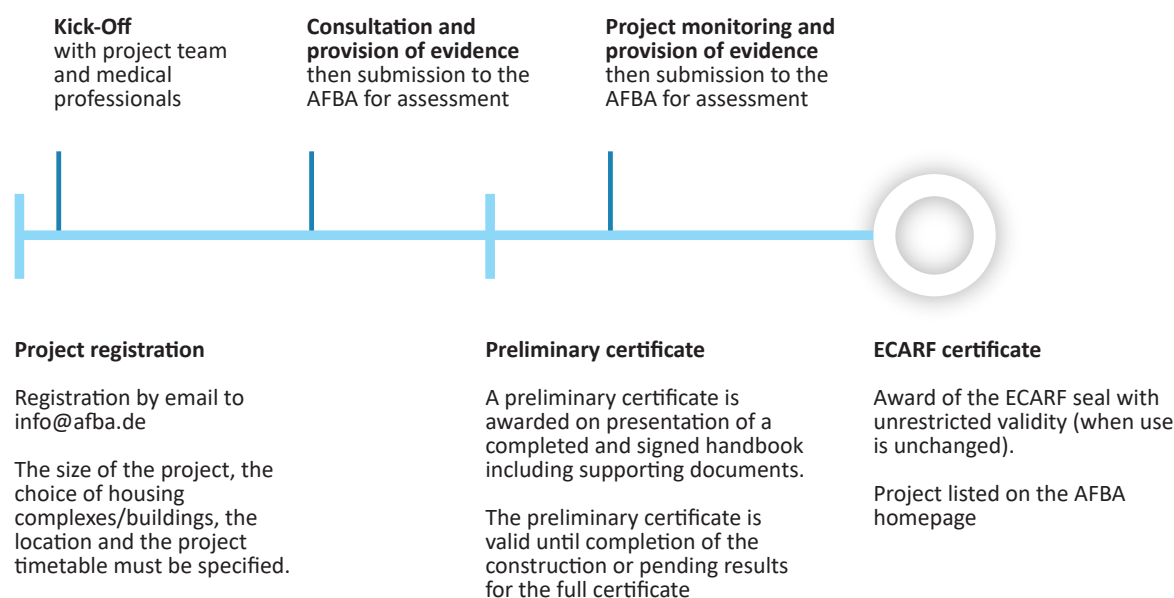 Kick-Off
with project team
and medical
professionals
Consultation and
provision of evidence
then submission to the
AFBA for assessment
Project monitoring and
provision of evidence
then submission to the
AFBA for assessment
Project registration
Registration by email to
info@afba.de
The size of the project, the
choice of housing
complexes/buildings, the
location and the project
timetable must be specified.
Preliminary certificate
A preliminary certificate is
awarded on presentation of a
completed and signed handbook
including supporting documents.
The preliminary certificate is
valid until completion of the
construction or pending results
for the full certificate
ECARF certificate
Award of the ECARF seal with
unrestricted validity (when use
is unchanged).
Project listed on the AFBA
homepage